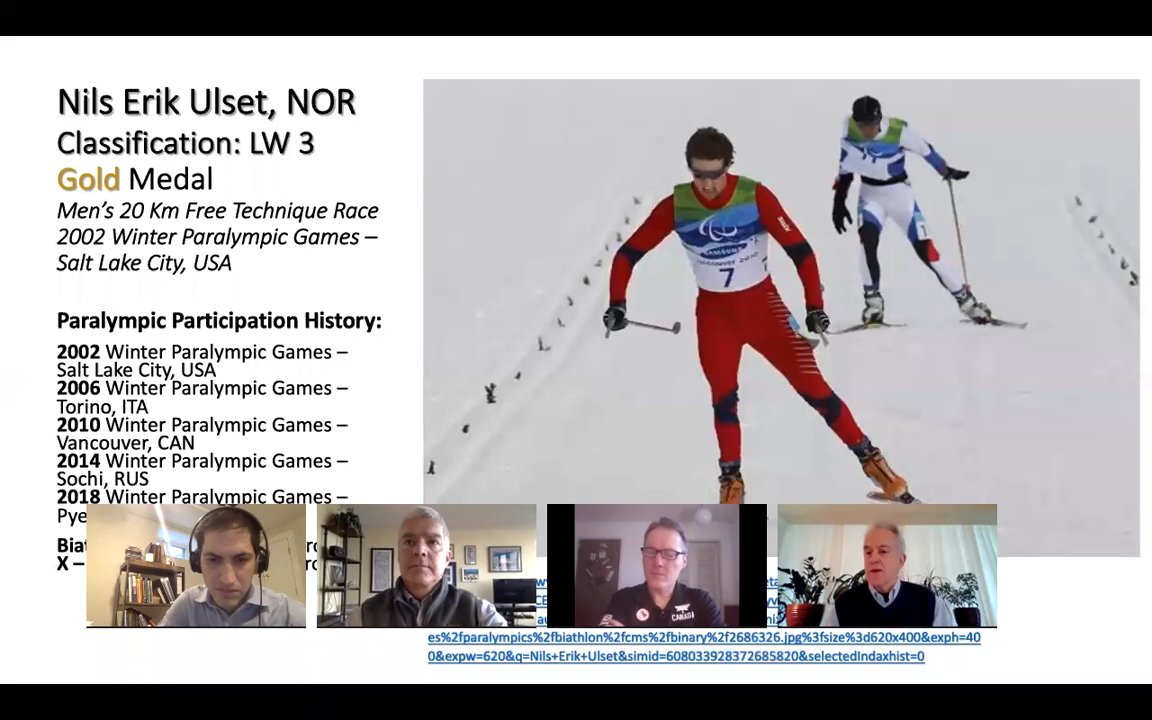 Nils Erik Ulset, NOR
Classification: LW 3
Gold Medal
Men's 20 Km Free Technique Race
2002 Winter Paralympic Games –
Salt Lake City, USA
Paralympic Participation History:
2002 Winter Paralympic Games –
Salt Lake City, USA
2006 Winter Paralympic Games –
Torino, ITA
2010 Winter Paralympic Games –
Vancouver, CAN
2014 Winter Paralympic Games –
Sochi, RUS
2018 Winter Paralympic Games –
X –
7
CANADA
es%2fparalympics%2fbiathlon%2fcms%2fbinary%2f2686326.jpg%3fsize%3d620x400&exph=40
0&expw=620&q=Nils+Erik+Ulset&simid=608033928372685820&selectedIndaxhist=0